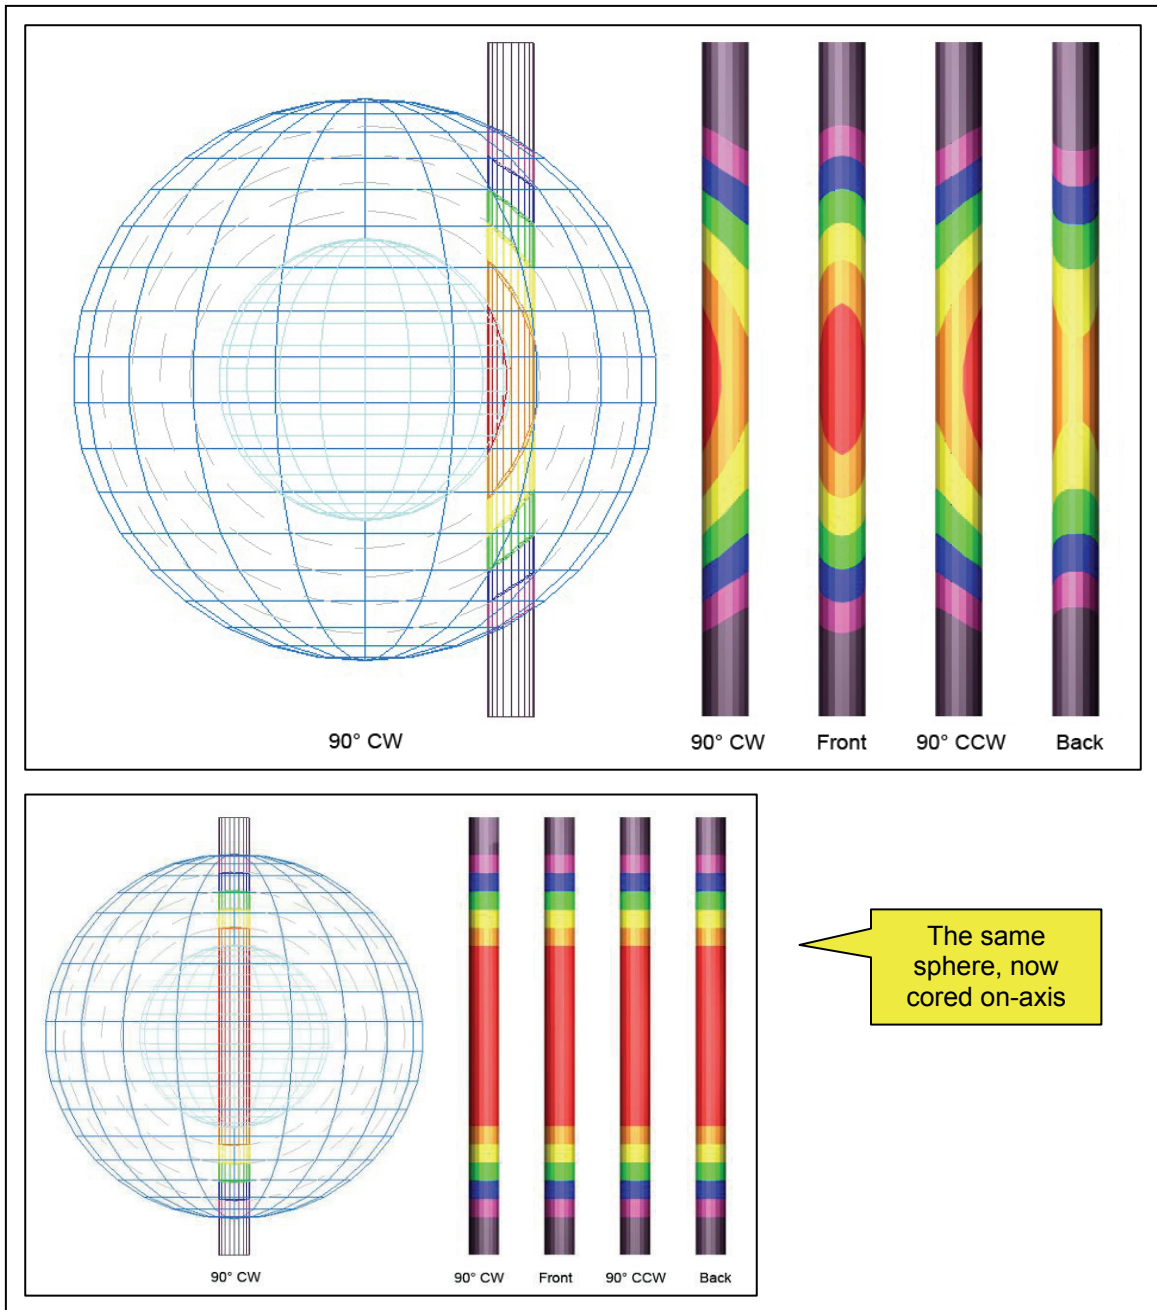 90° CW
90° CW
Front
90° CCW
Back
The same
sphere, now
cored on-axis
90° CW
90° CW
Front
90° CCW
Back